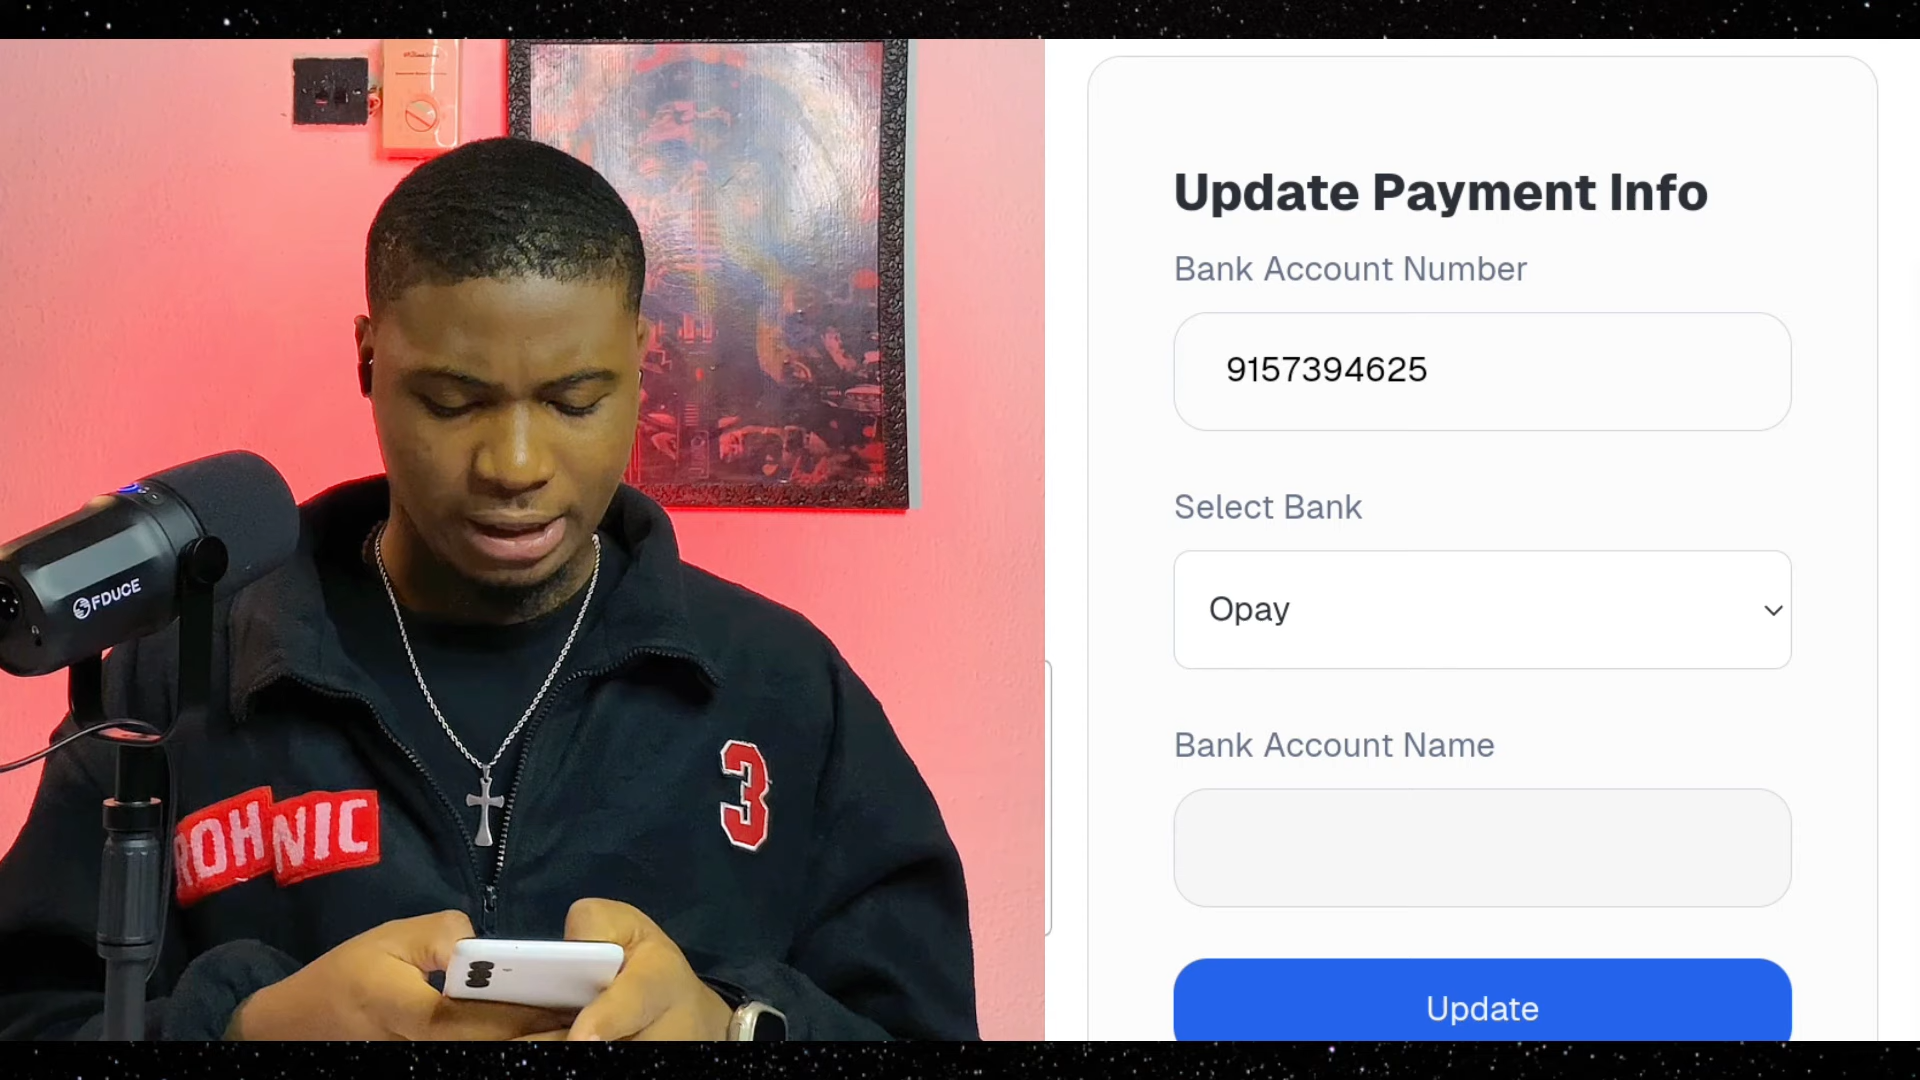 FDUCE
ROHNIC
3
Update Payment Info
Bank Account Number
9157394625
Select Bank
Opay
Bank Account Name
Update